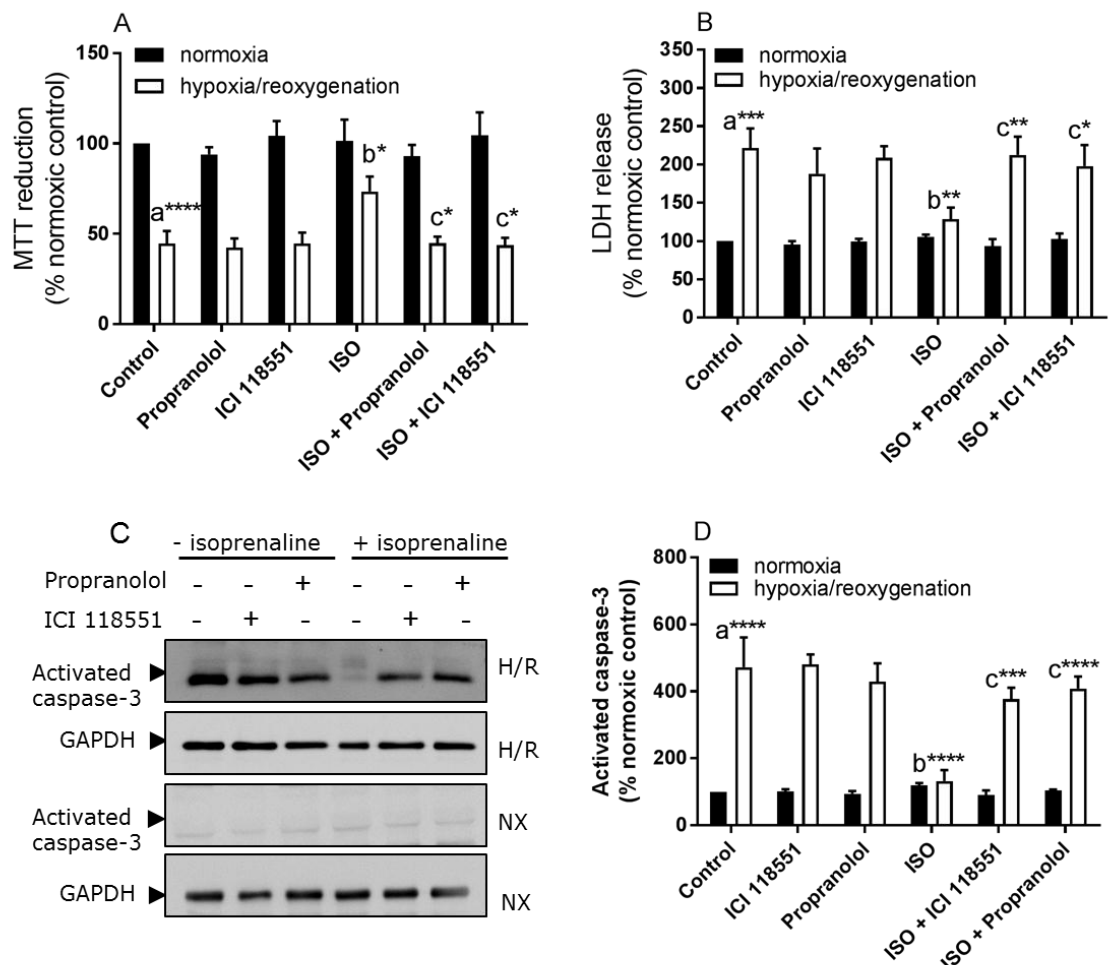 A
MTT reduction
(% normoxic control)
normoxia
hypoxia/reoxygenation
150
100
50
0
a****
b*
c*
c*
Control
Propranolol
ICI 118551
ISO
ISO + Propranolol
ISO + ICI 118551
B
LDH release
(% normoxic control)
normoxia
hypoxia/reoxygenation
350
300
250
200
150
100
50
0
a***
b**
c**
c*
Control
Propranolol
ICI 118551
ISO
ISO + Propranolol
ISO + ICI 118551
C
- isoprenaline + isoprenaline
Propranolol - - + - - +
ICI 118551 - + - - + -
Activated
caspase-3
H/R
GAPDH
H/R
Activated
caspase-3
NX
GAPDH
NX
D
Activated caspase-3
(% normoxic control)
normoxia
hypoxia/reoxygenation
800
600
400
200
0
a****
b****
c***
c****
Control
ICI 118551
Propranolol
ISO
ISO + ICI 118551
ISO + Propranolol